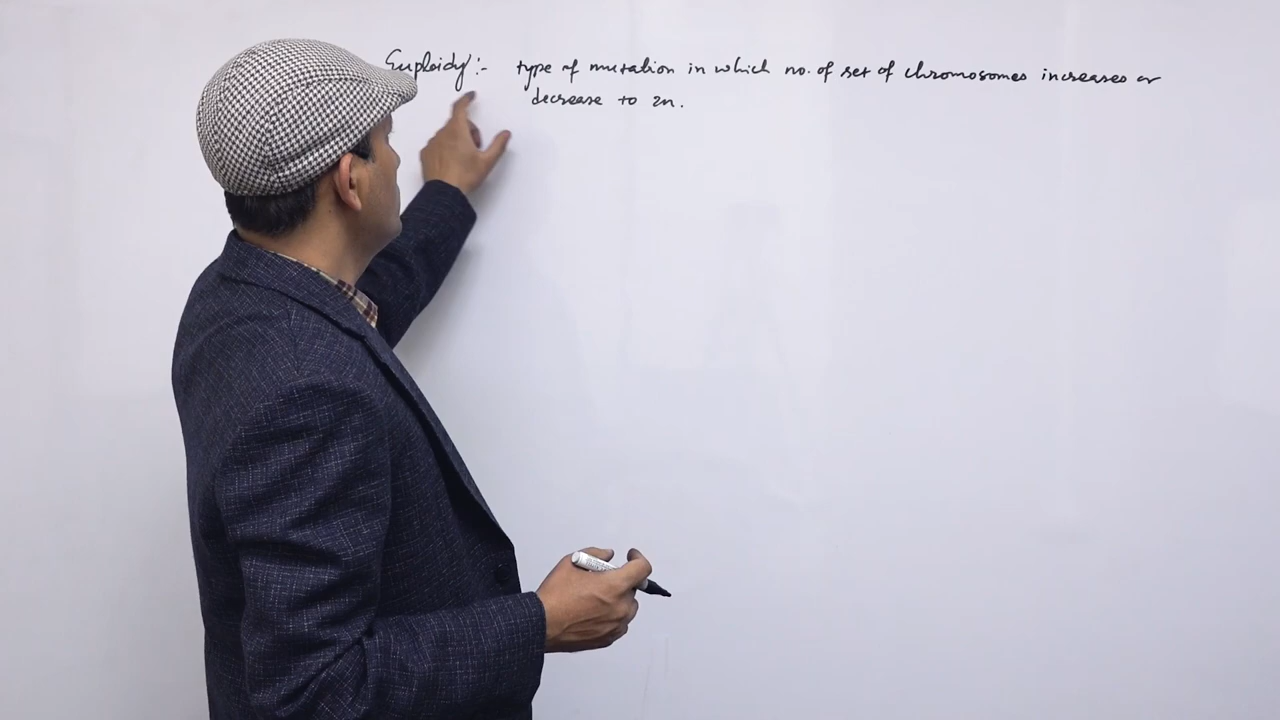 Euploidy :- type of mutation in which no. of set of chromosomes increases or
decrease to 2n.